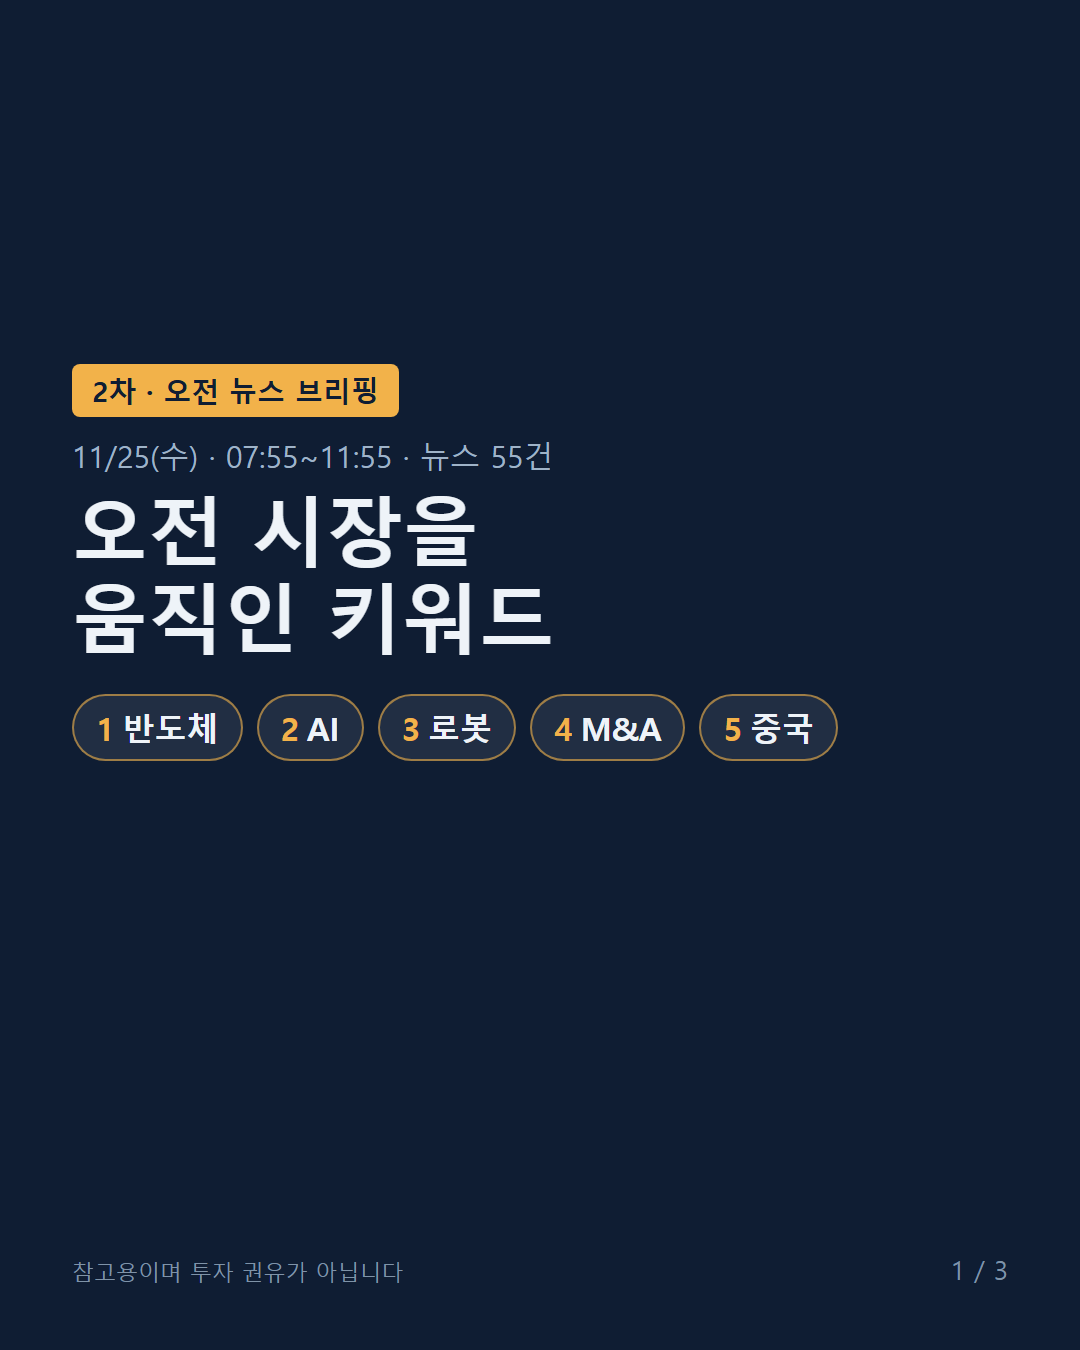 2차 · 오전 뉴스 브리핑
11/25(수) · 07:55~11:55 · 뉴스 55건
오전 시장을
움직인 키워드
1 반도체 2 AI 3 로봇 4 M&A 5 중국
참고용이며 투자 권유가 아닙니다
1 / 3